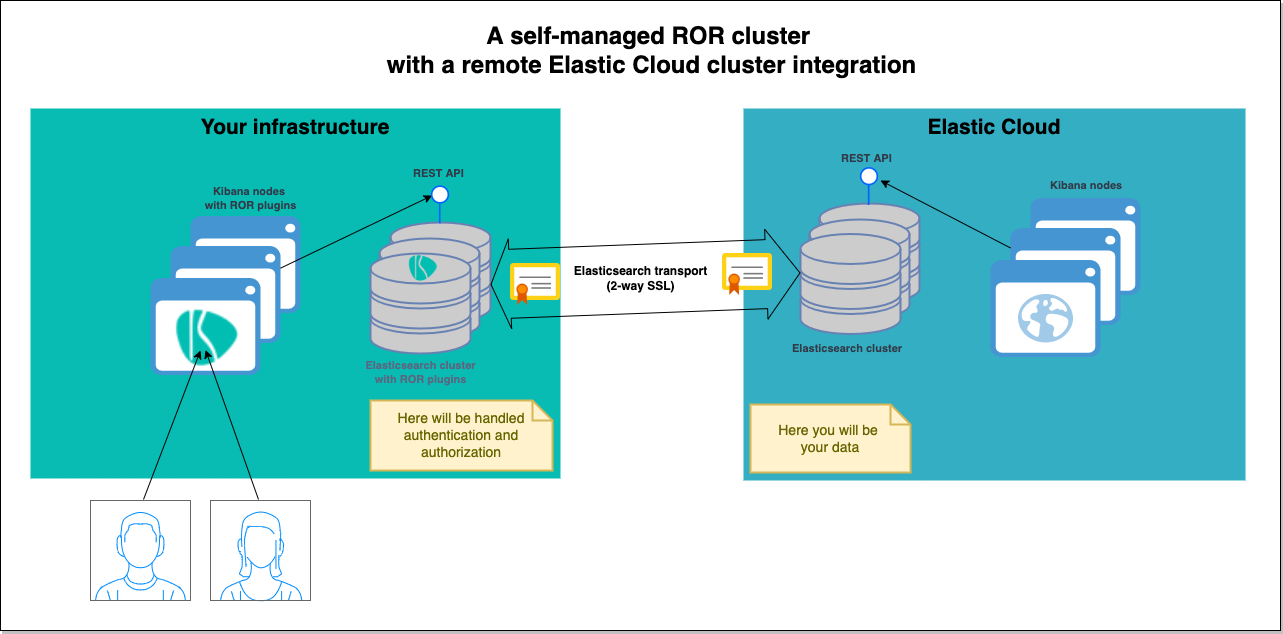 A self-managed ROR cluster
with a remote Elastic Cloud cluster integration
Your infrastructure
Kibana nodes
with ROR plugins
REST API
Elasticsearch cluster
with ROR plugins
Here will be handled
authentication and
authorization
Elasticsearch transport
(2-way SSL)
Elastic Cloud
REST API
Kibana nodes
Elasticsearch cluster
Here you will be
your data